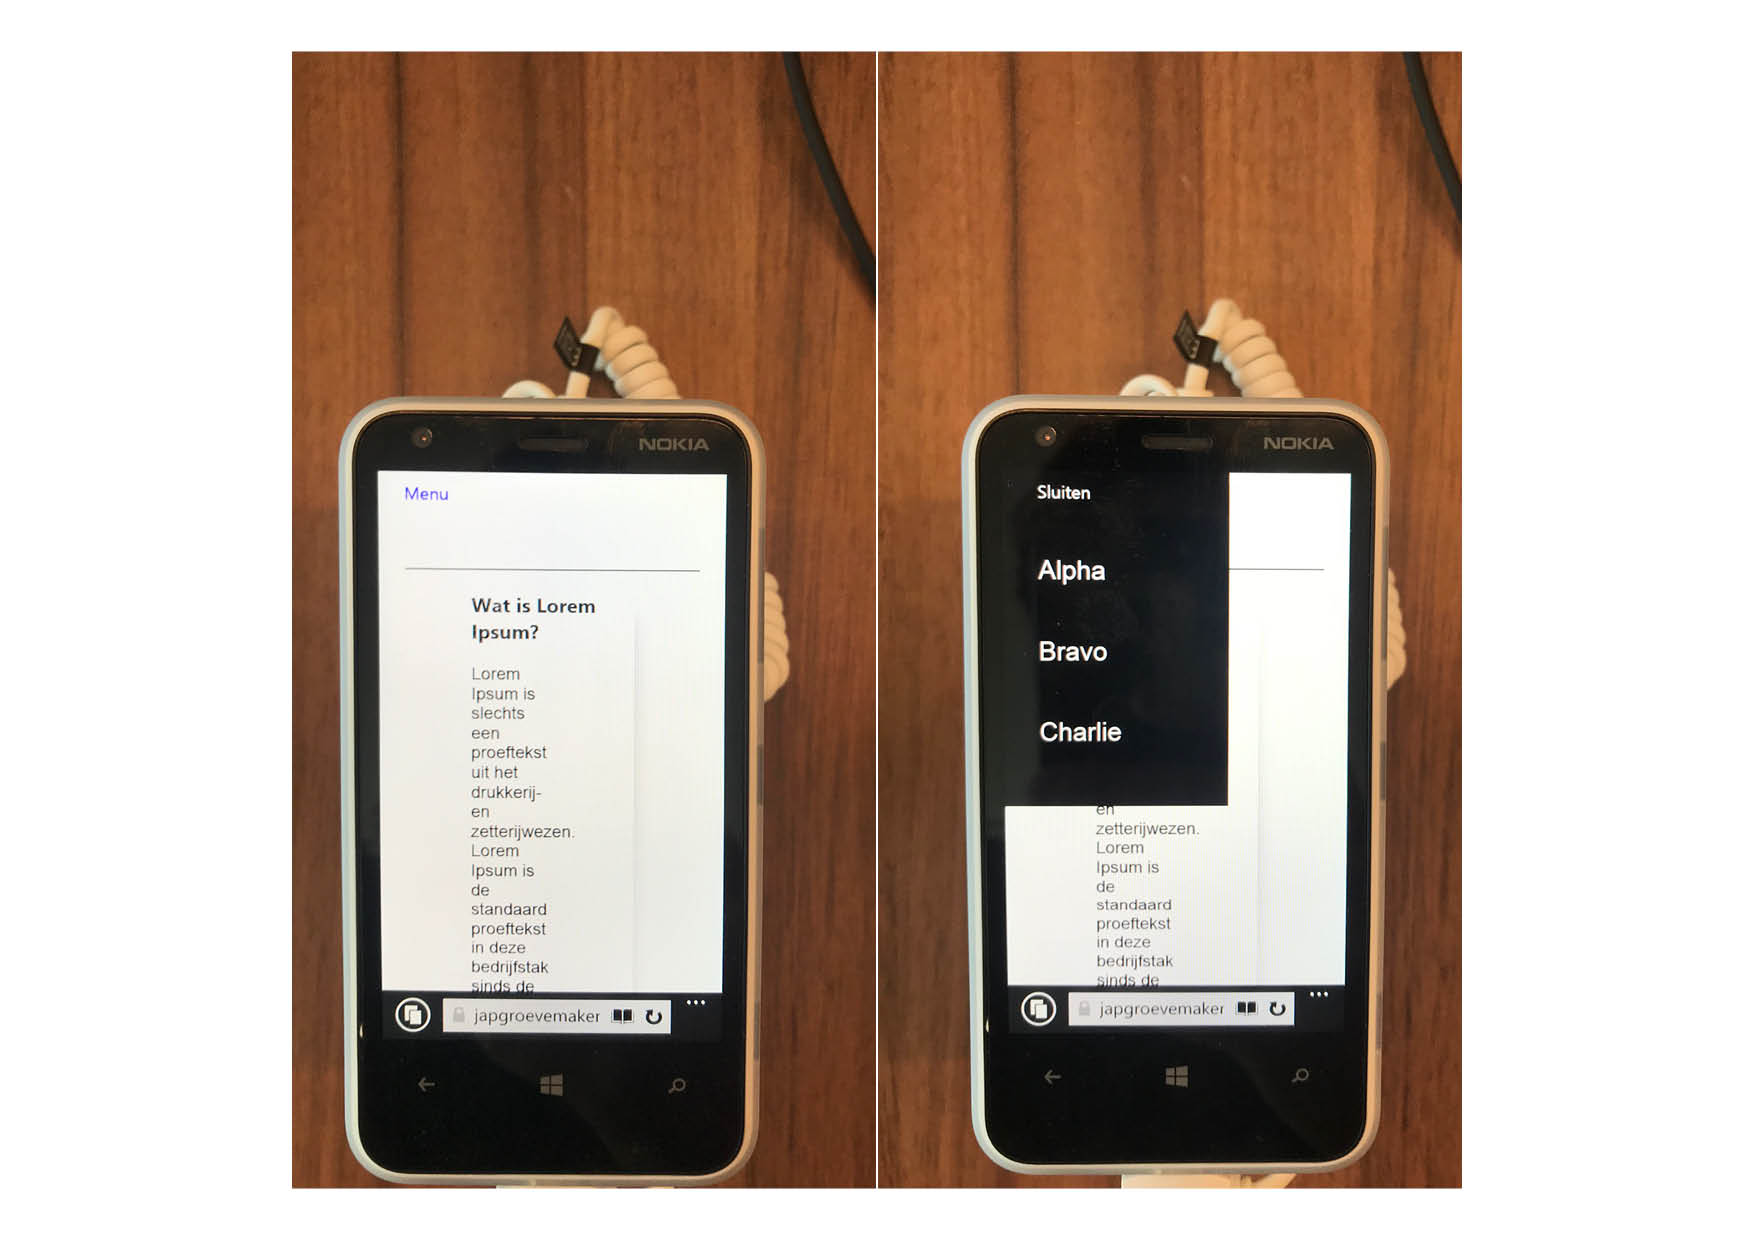 NOKIA
Menu
Wat is Lorem
Ipsum?
Lorem
Ipsum is
slechts
een
proeftekst
uit het
drukkerij-
en
zetterijwezen.
Lorem
Ipsum is
de
standaard
proeftekst
in deze
bedrijfstak
sinds de
japgroevemaker
NOKIA
Sluiten
Alpha
Bravo
Charlie
en
zetterijwezen.
Lorem
Ipsum is
de
standaard
proeftekst
in deze
bedrijfstak
sinds de
japgroevemaker